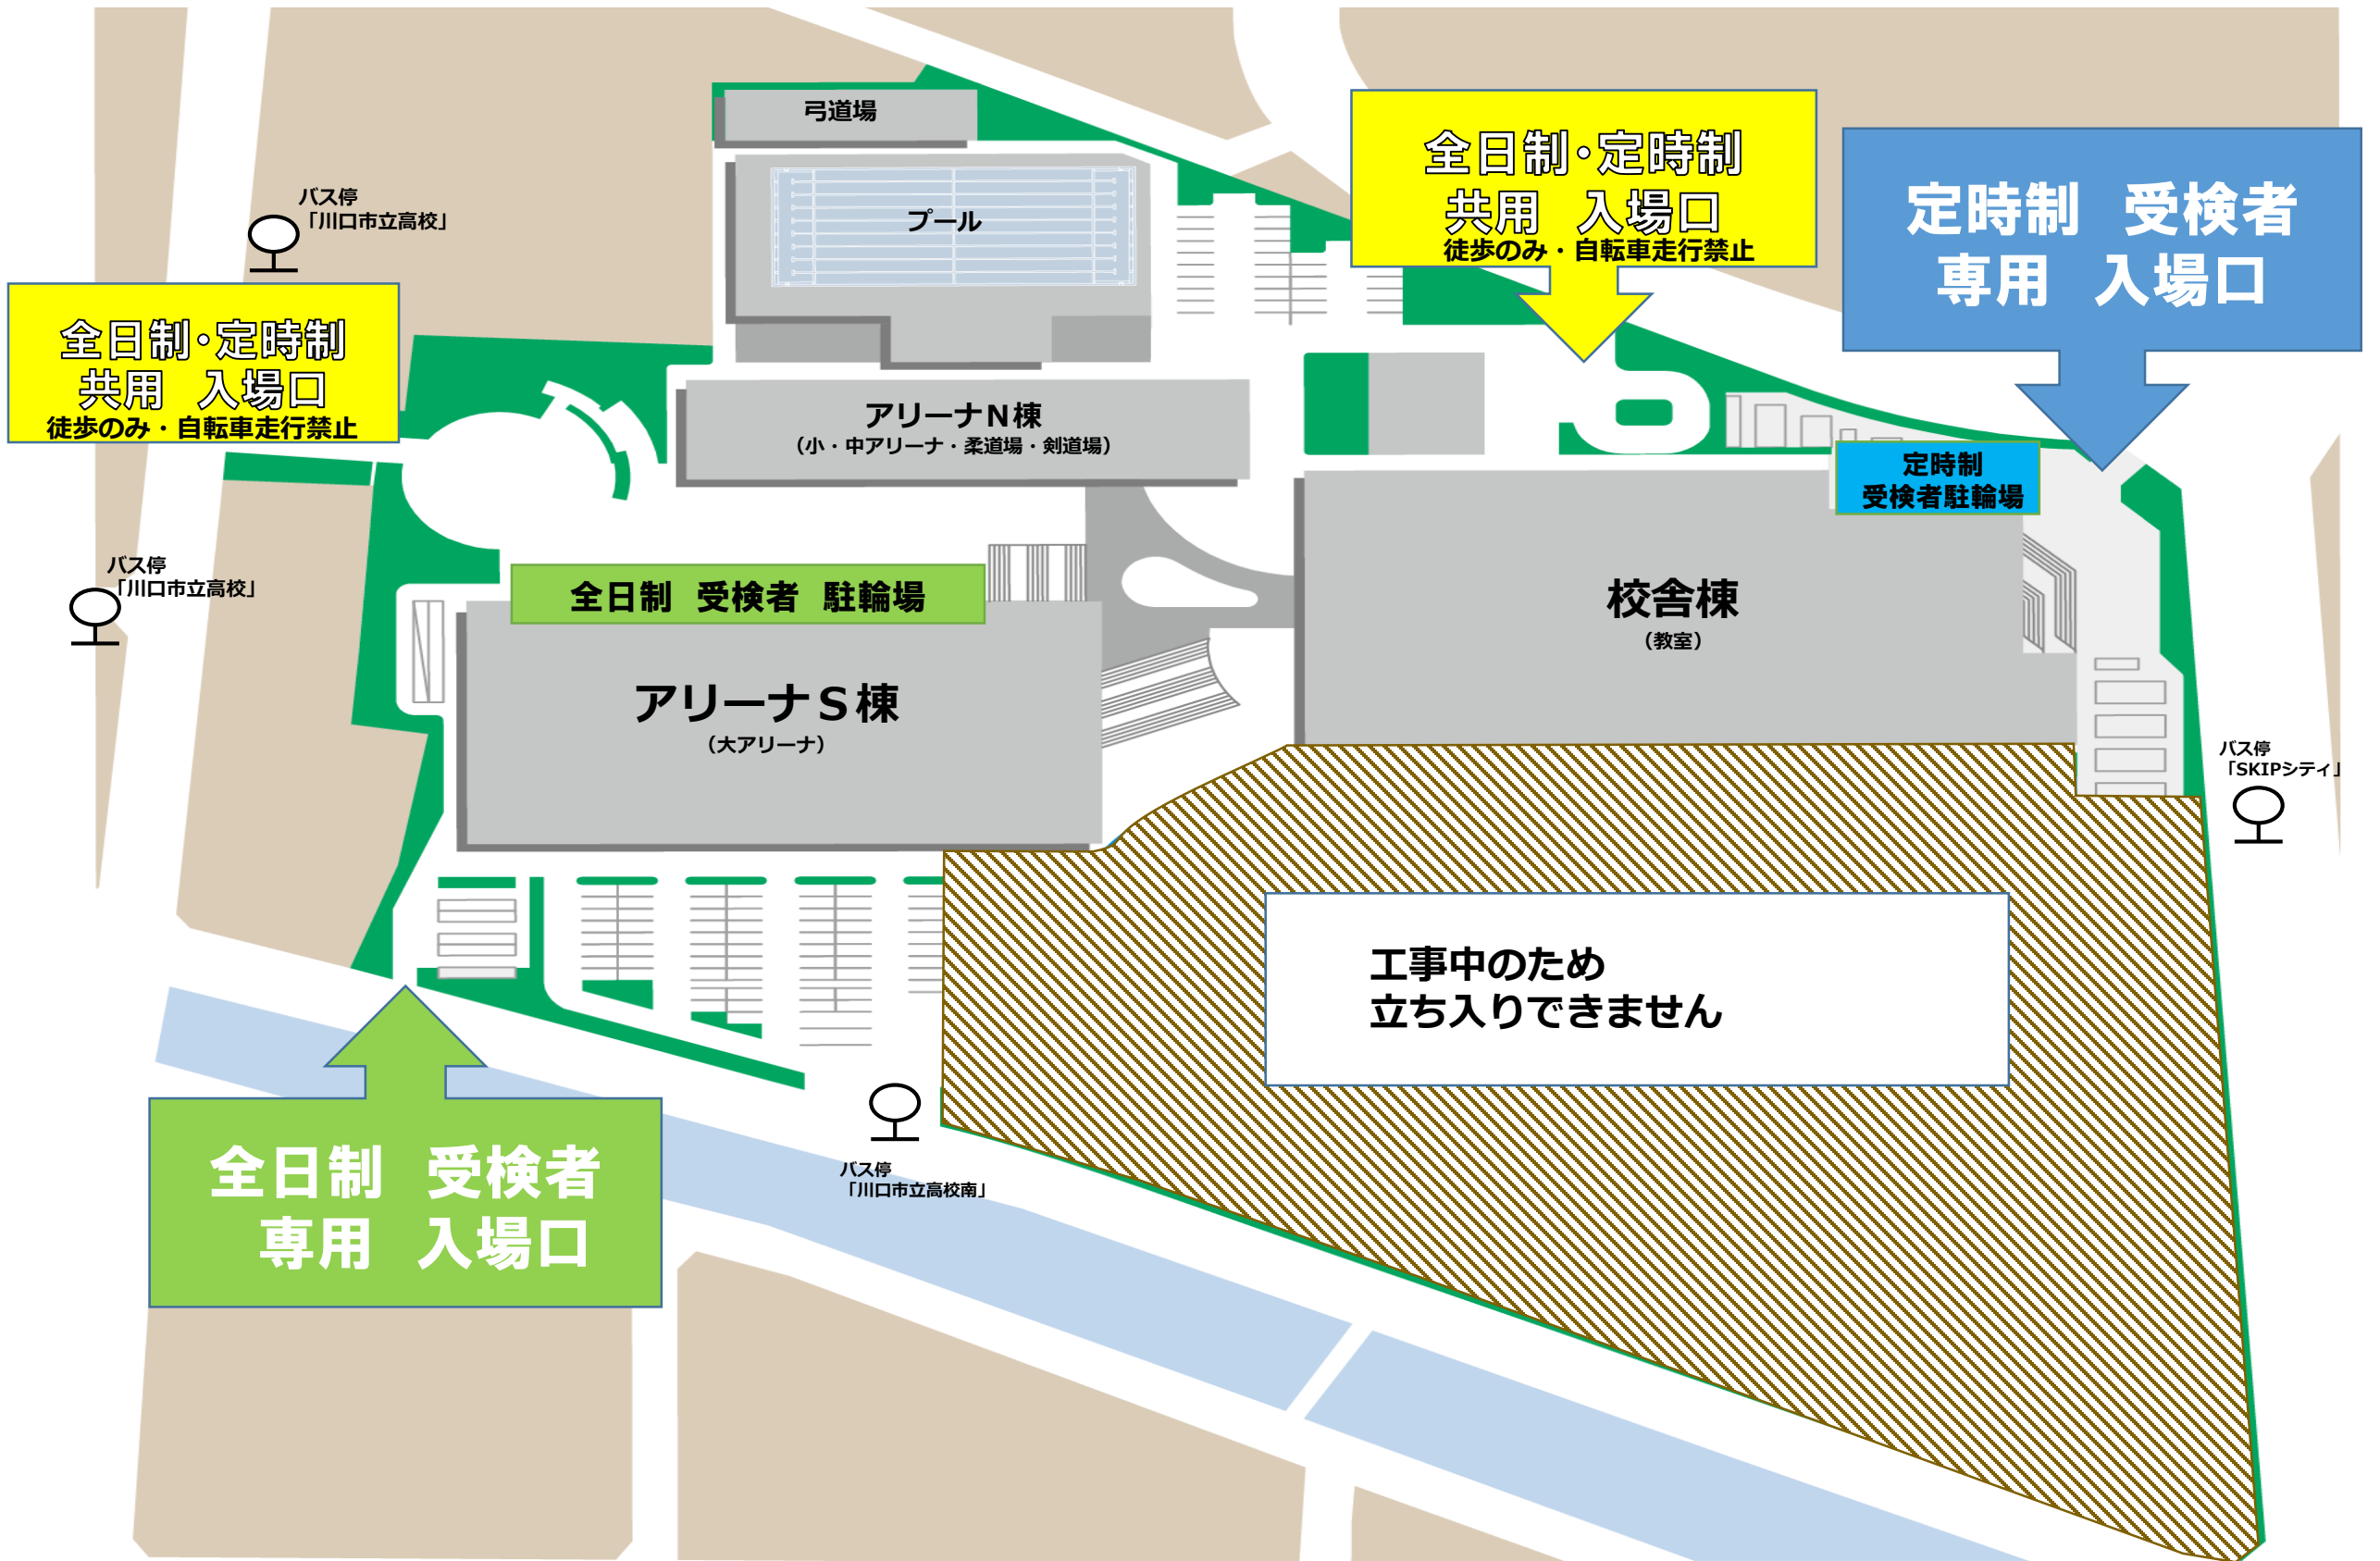 弓道場
プール
全日制・定時制
共用　入場口
徒歩のみ・自転車走行禁止
定時制　受検者
専用　入場口
バス停
「川口市立高校」
全日制・定時制
共用　入場口
徒歩のみ・自転車走行禁止
アリーナＮ棟
（小・中アリーナ・柔道場・剣道場）
定時制
受検者駐輪場
バス停
「川口市立高校」
全日制　受検者　駐輪場
校舎棟
（教室）
アリーナＳ棟
（大アリーナ）
バス停
「SKIPシティ」
工事中のため
立ち入りできません
バス停
「川口市立高校南」
全日制　受検者
専用　入場口